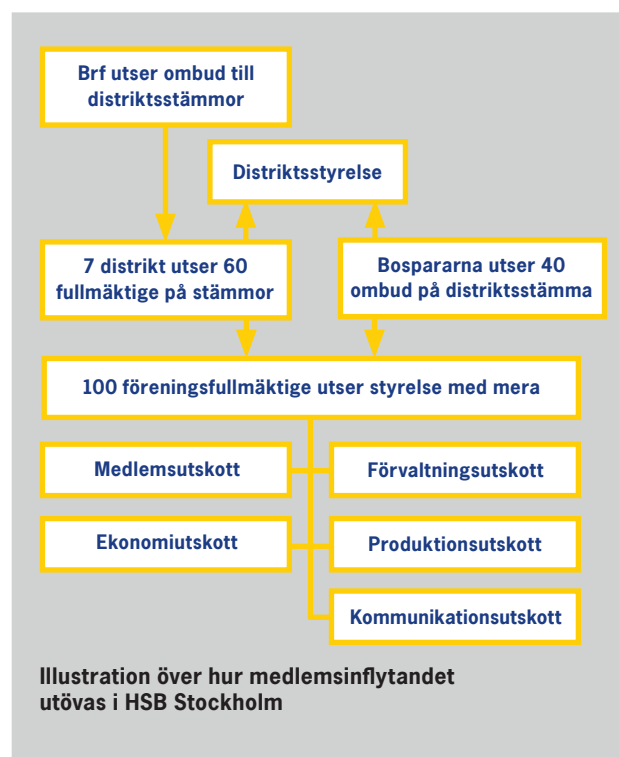 Brf utser ombud till
distriktsstämmor
Distriktsstyrelse
7 distrikt utser 60
fullmäktige på stämmor
Bospararna utser 40
ombud på distriktsstämma
100 föreningsfullmäktige utser styrelse med mera
Medlemsutskott
Förvaltningsutskott
Ekonomiutskott
Produktionsutskott
Kommunikationsutskott
Illustration över hur medlemsinflytandet
utövas i HSB Stockholm